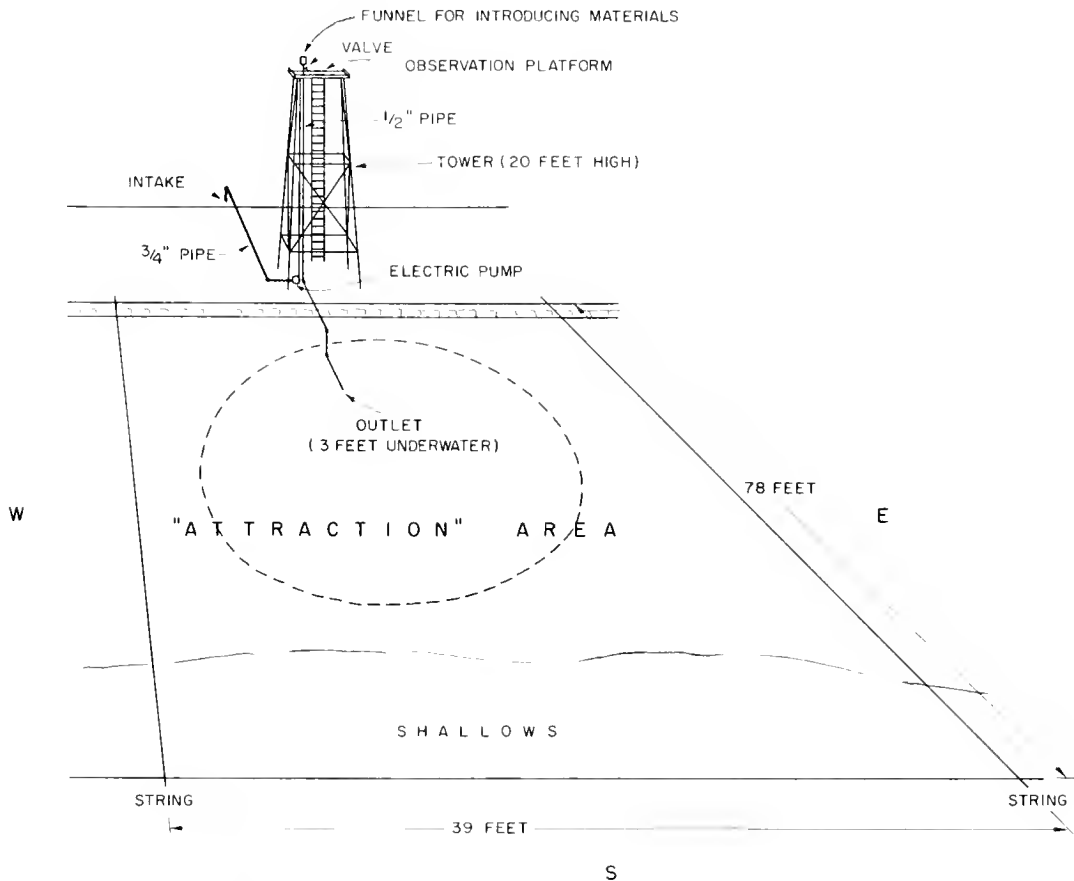 FUNNEL FOR INTRODUCING MATERIALS
VALVE
OBSERVATION PLATFORM
1/2" PIPE
TOWER (20 FEET HIGH)
INTAKE
3/4" PIPE
ELECTRIC PUMP
OUTLET
(3 FEET UNDERWATER)
78 FEET
W
E
"ATTRACTION" AREA
SHALLOWS
STRING
STRING
39 FEET
S